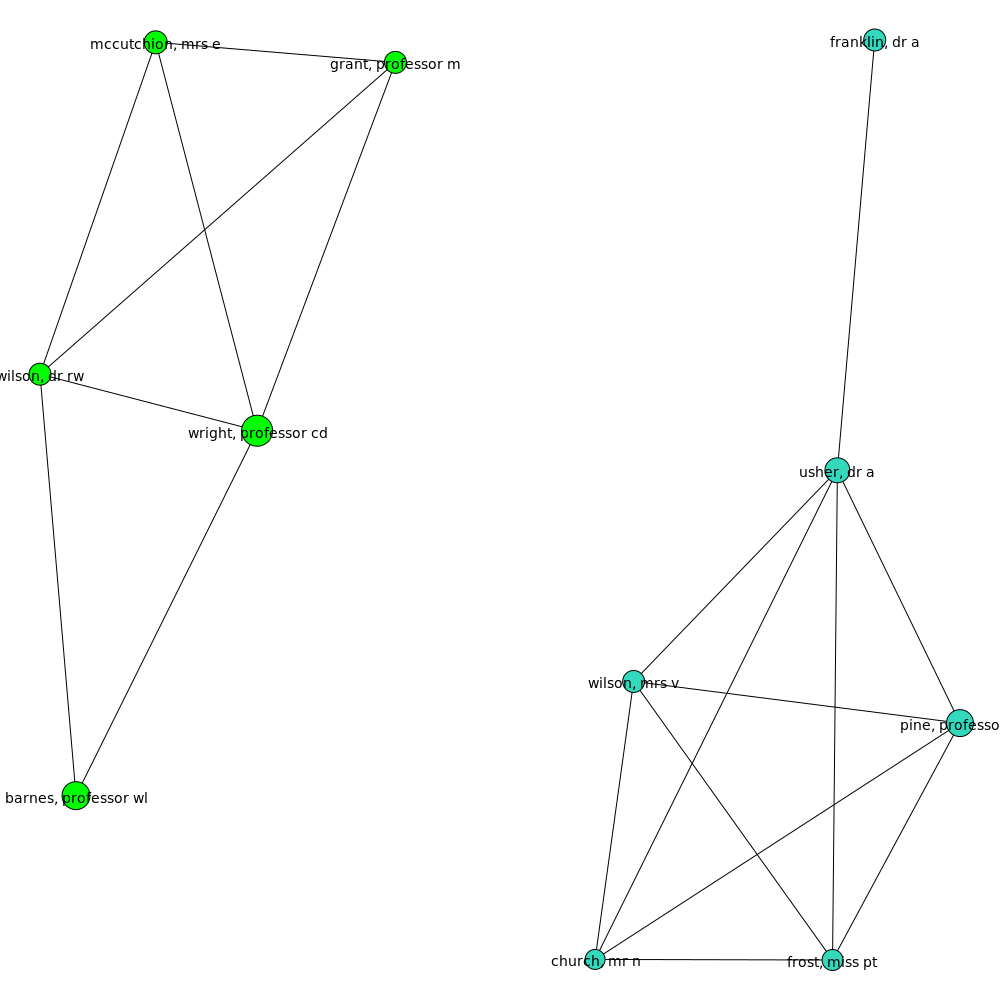 franklin, dr a
mccutchion, mrs e
grant, professor m
wilson, dr rw
wright, professor cd
usher, dr a
wilson, mrs v
pine, professo
barnes, professor wl
church, mr n
frost, miss pt